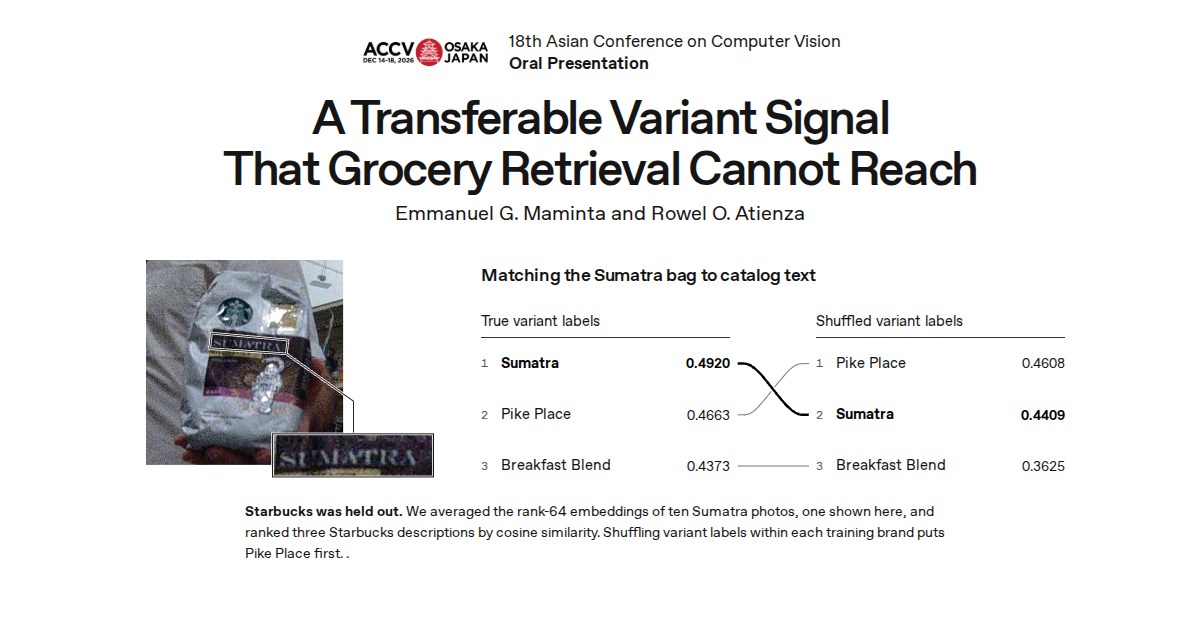 ACCV
DEC 14-18, 2026
OSAKA
JAPAN
18th Asian Conference on Computer Vision
Oral Presentation
A Transferable Variant Signal
That Grocery Retrieval Cannot Reach
Emmanuel G. Maminta and Rowel O. Atienza
SUMATRA
SUMATRA
Matching the Sumatra bag to catalog text
True variant labels
1 Sumatra 0.4920
2 Pike Place 0.4663
3 Breakfast Blend 0.4373
Shuffled variant labels
1 Pike Place 0.4608
2 Sumatra 0.4409
3 Breakfast Blend 0.3625
Starbucks was held out. We averaged the rank-64 embeddings of ten Sumatra photos, one shown here, and
ranked three Starbucks descriptions by cosine similarity. Shuffling variant labels within each training brand puts
Pike Place first. .